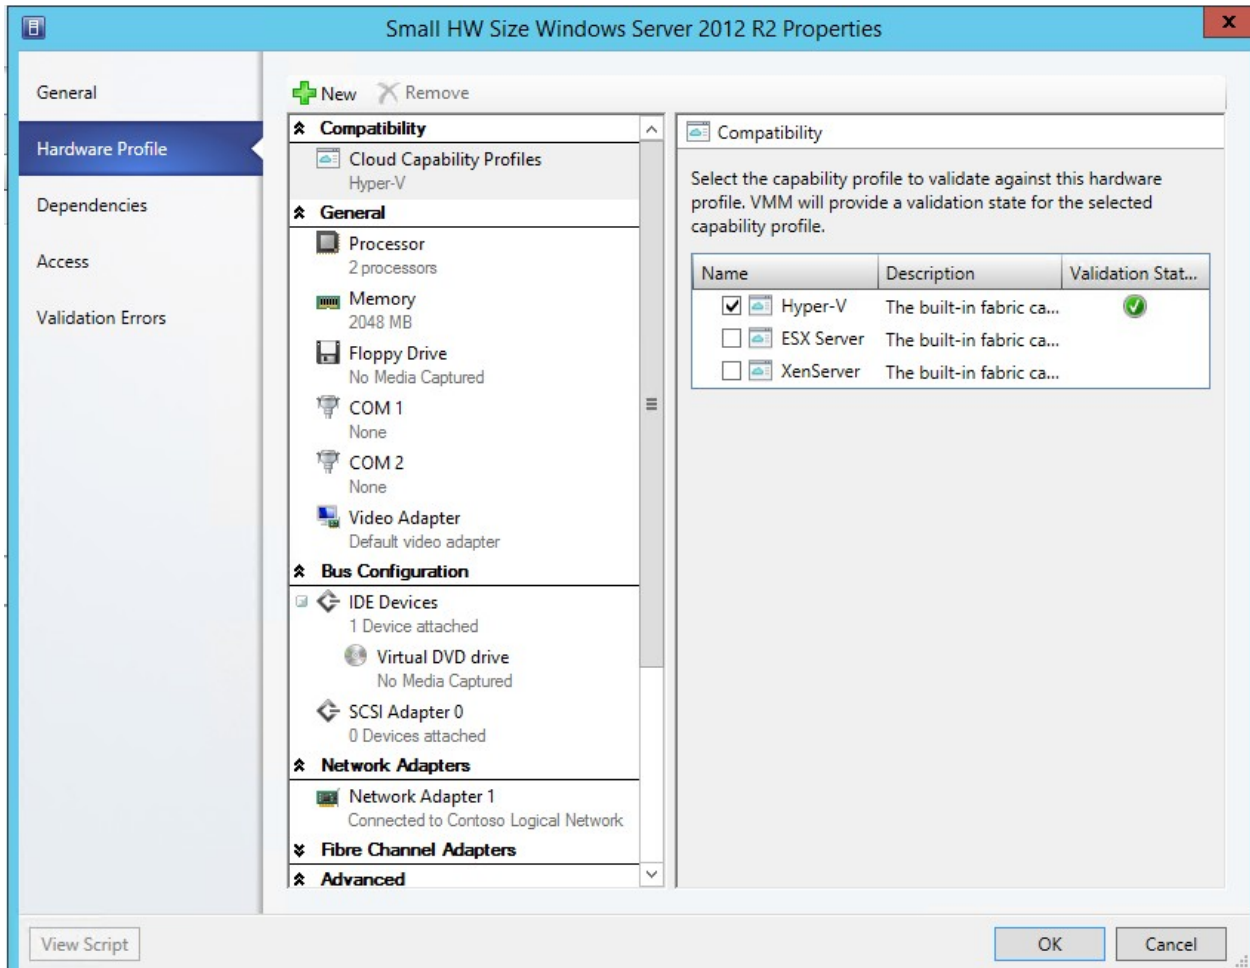 Small HW Size Windows Server 2012 R2 Properties
x
General
Hardware Profile
Dependencies
Access
Validation Errors
New Remove
Compatibility
Cloud Capability Profiles
Hyper-V
General
Processor
2 processors
Memory
2048 MB
Floppy Drive
No Media Captured
COM 1
None
COM 2
None
Video Adapter
Default video adapter
Bus Configuration
IDE Devices
1 Device attached
Virtual DVD drive
No Media Captured
SCSI Adapter 0
0 Devices attached
Network Adapters
Network Adapter 1
Connected to Contoso Logical Network
Fibre Channel Adapters
Advanced
Compatibility
Select the capability profile to validate against this hardware
profile. VMM will provide a validation state for the selected
capability profile.
Name Description Validation Stat...
Hyper-V The built-in fabric ca...
ESX Server The built-in fabric ca...
XenServer The built-in fabric ca...
View Script
OK Cancel